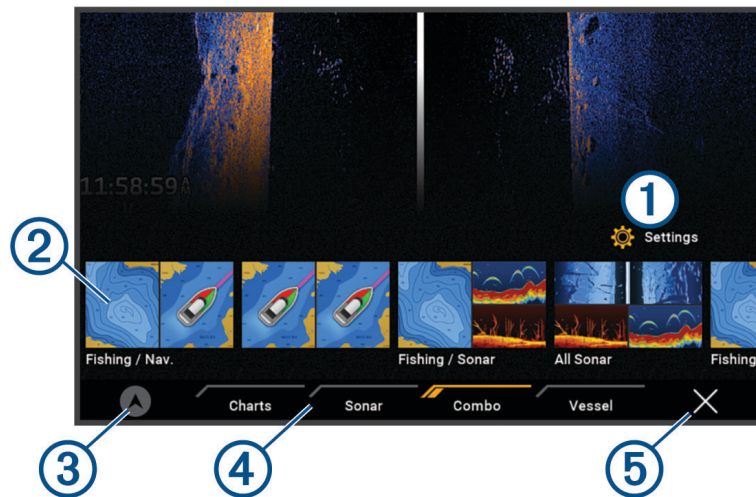 11:58:59
1
Settings
2
Fishing / Nav.
Fishing / Sonar
All Sonar
Fishing
Charts
Sonar
Combo
Vessel
3
4
5